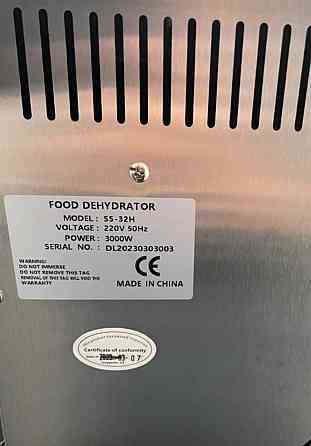 FOOD DEHYDRATOR
MODEL : SS-32H
VOLTAGE : 220V 50Hz
POWER : 3000W
SERIAL NO. : DL20230303003
WARNING!
DO NOT IMMERSE
DO NOT REMOVE THIS TAG
REMOVAL OF THIS TAG WILL VOID THE
WARRANTY
CE
MADE IN CHINA
Certificate of conformity